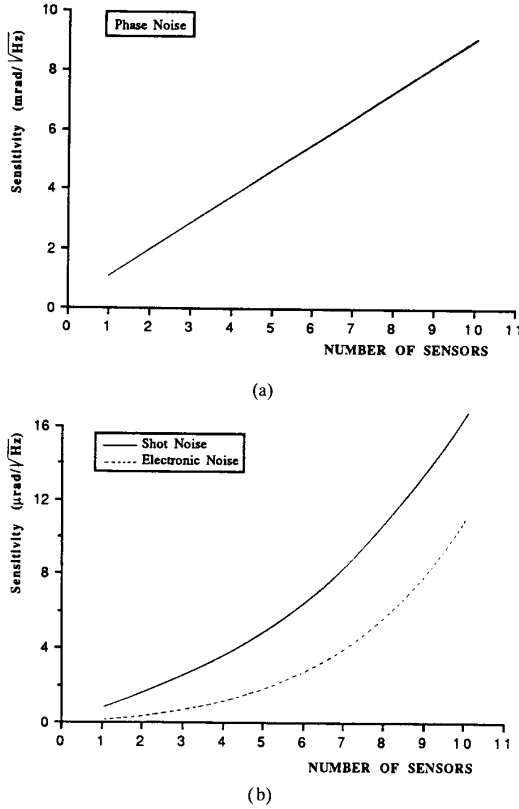 Phase Noise
Sensitivity (mrad/√Hz)
10
8
6
4
2
0
0 1 2 3 4 5 6 7 8 9 10 11
NUMBER OF SENSORS
(a)
Shot Noise
Electronic Noise
Sensitivity (μrad/√Hz)
16
12
8
4
0
0 1 2 3 4 5 6 7 8 9 10 11
NUMBER OF SENSORS
(b)